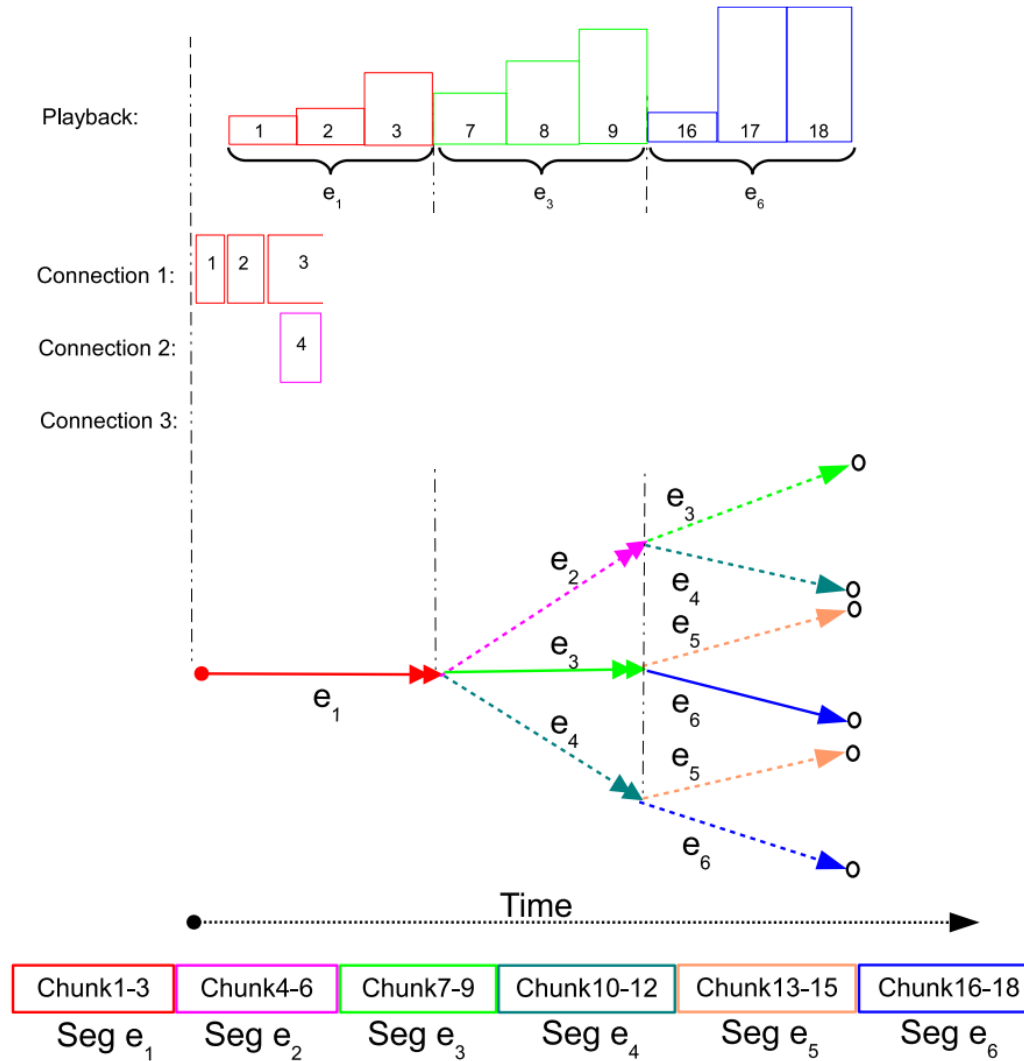 Playback:
1 2 3 7 8 9 16 17 18
e1 e3 e6
Connection 1: 1 2 3
Connection 2: 4
Connection 3:
e3
e2
e4
e5
e3
e1
e6
e4
e5
e6
Time
Chunk1-3 Chunk4-6 Chunk7-9 Chunk10-12 Chunk13-15 Chunk16-18
Seg e1 Seg e2 Seg e3 Seg e4 Seg e5 Seg e6